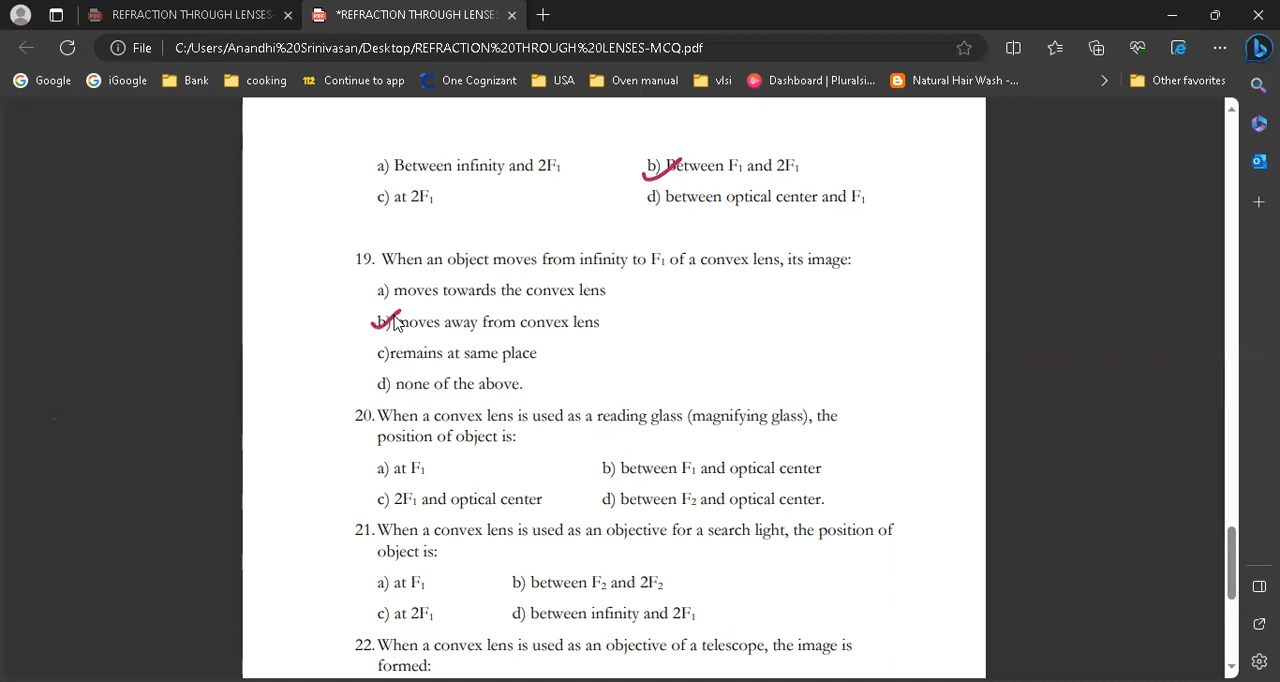 REFRACTION THROUGH LENSES-
*REFRACTION THROUGH LENSES
File
C:/Users/Anandhi%20Srinivasan/Desktop/REFRACTION%20THROUGH%20LENSES-MCQ.pdf
Google iGoogle Bank cooking Continue to app One Cognizant USA Oven manual vlsi Dashboard | Pluralsi... Natural Hair Wash -... Other favorites
a) Between infinity and 2F₁ b) Between F₁ and 2F₁
c) at 2F₁ d) between optical center and F₁
19. When an object moves from infinity to F₁ of a convex lens, its image:
a) moves towards the convex lens
b) moves away from convex lens
c)remains at same place
d) none of the above.
20. When a convex lens is used as a reading glass (magnifying glass), the
position of object is:
a) at F₁ b) between F₁ and optical center
c) 2F₁ and optical center d) between F₂ and optical center.
21. When a convex lens is used as an objective for a search light, the position of
object is:
a) at F₁ b) between F₂ and 2F₂
c) at 2F₁ d) between infinity and 2F₁
22. When a convex lens is used as an objective of a telescope, the image is
formed: